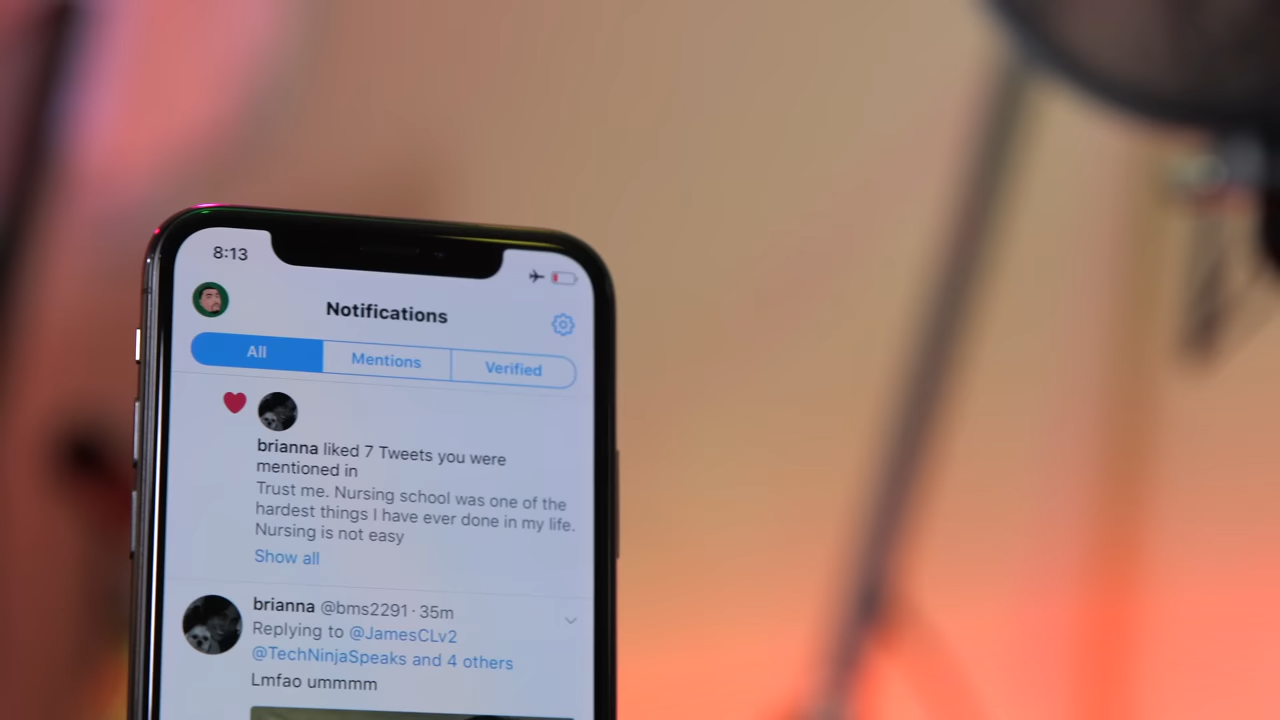 8:13
Notifications
All Mentions Verified
brianna liked 7 Tweets you were
mentioned in
Trust me. Nursing school was one of the
hardest things I have ever done in my life.
Nursing is not easy
Show all
brianna @bms2291 · 35m
Replying to @JamesCLv2
@TechNinjaSpeaks and 4 others
Lmfao ummmm